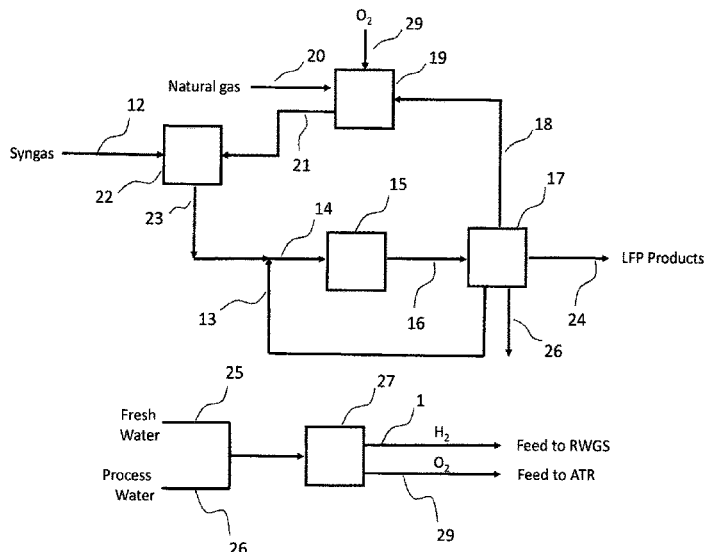 O2
29
20
19
Natural gas
12
21
18
Syngas
22
23
14
15
17
LFP Products
13
16
24
26
25
27
1
Fresh
Water
H2
Feed to RWGS
Process
Water
O2
Feed to ATR
26
29